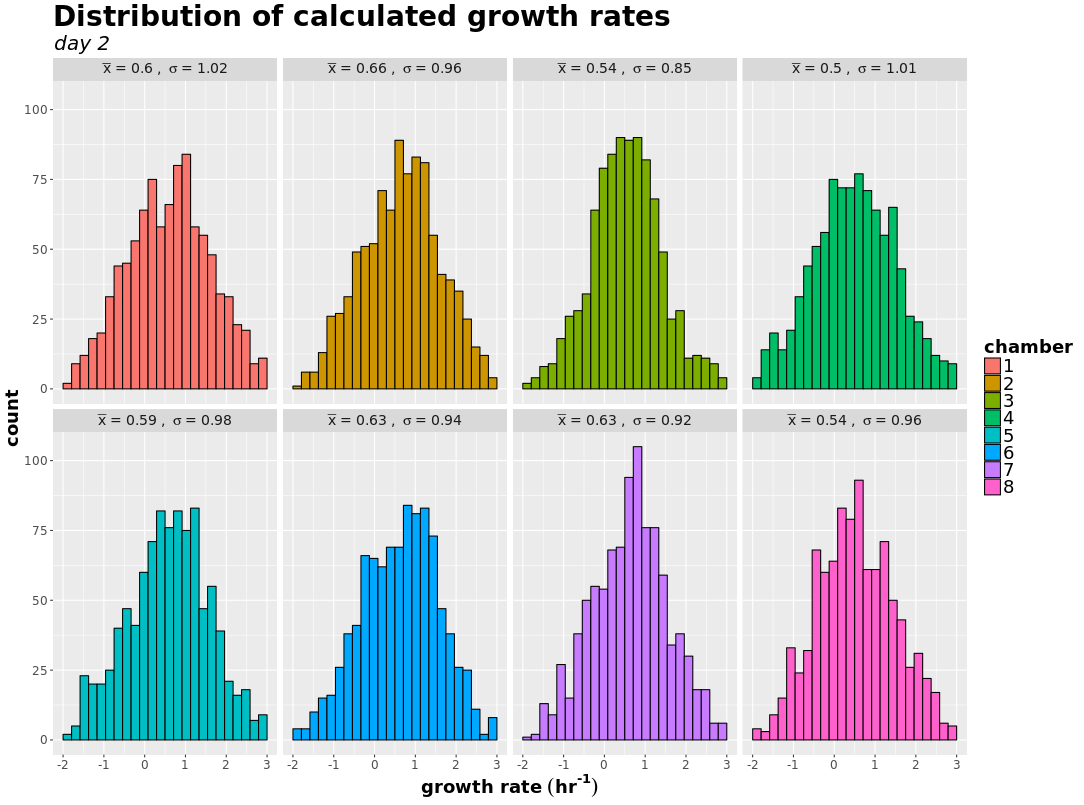 Distribution of calculated growth rates
day 2
x̅ = 0.6 , σ = 1.02
x̅ = 0.66 , σ = 0.96
x̅ = 0.54 , σ = 0.85
x̅ = 0.5 , σ = 1.01
100
75
50
25
0
count
x̅ = 0.59 , σ = 0.98
x̅ = 0.63 , σ = 0.94
x̅ = 0.63 , σ = 0.92
x̅ = 0.54 , σ = 0.96
100
75
50
25
0
-2 -1 0 1 2 3
-2 -1 0 1 2 3
-2 -1 0 1 2 3
-2 -1 0 1 2 3
growth rate (hr⁻¹)
chamber
1
2
3
4
5
6
7
8